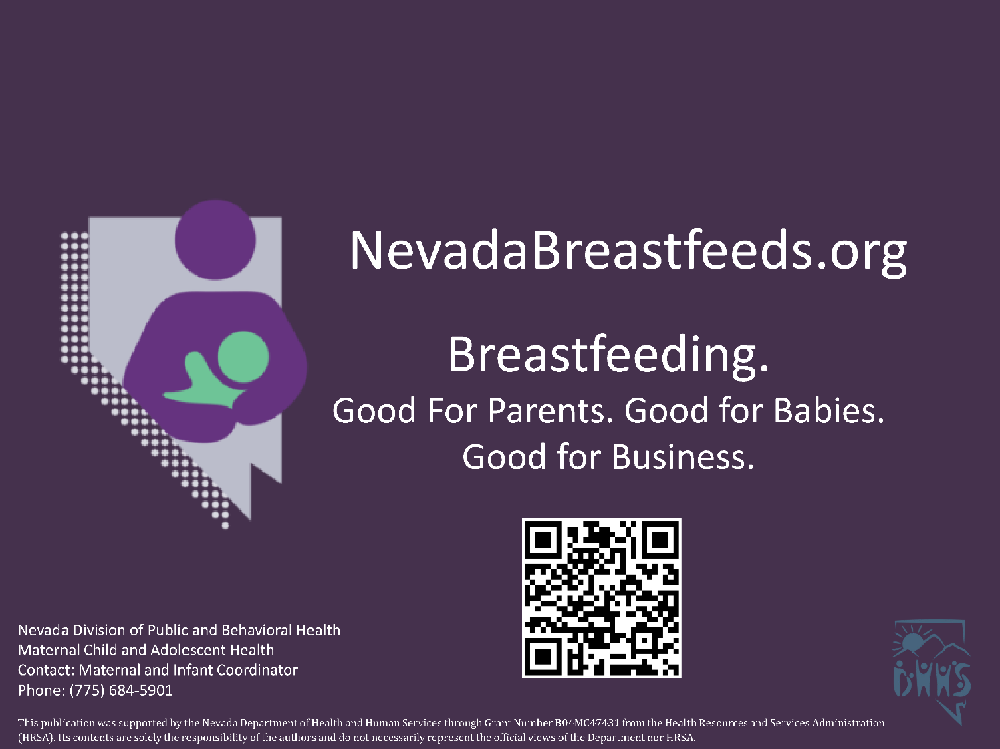 NevadaBreastfeeds.org
Breastfeeding.
Good For Parents. Good for Babies.
Good for Business.
Nevada Division of Public and Behavioral Health
Maternal Child and Adolescent Health
Contact: Maternal and Infant Coordinator
Phone: (775) 684-5901
DHHS
This publication was supported by the Nevada Department of Health and Human Services through Grant Number B04MC47431 from the Health Resources and Services Administration
(HRSA). Its contents are solely the responsibility of the authors and do not necessarily represent the official views of the Department nor HRSA.